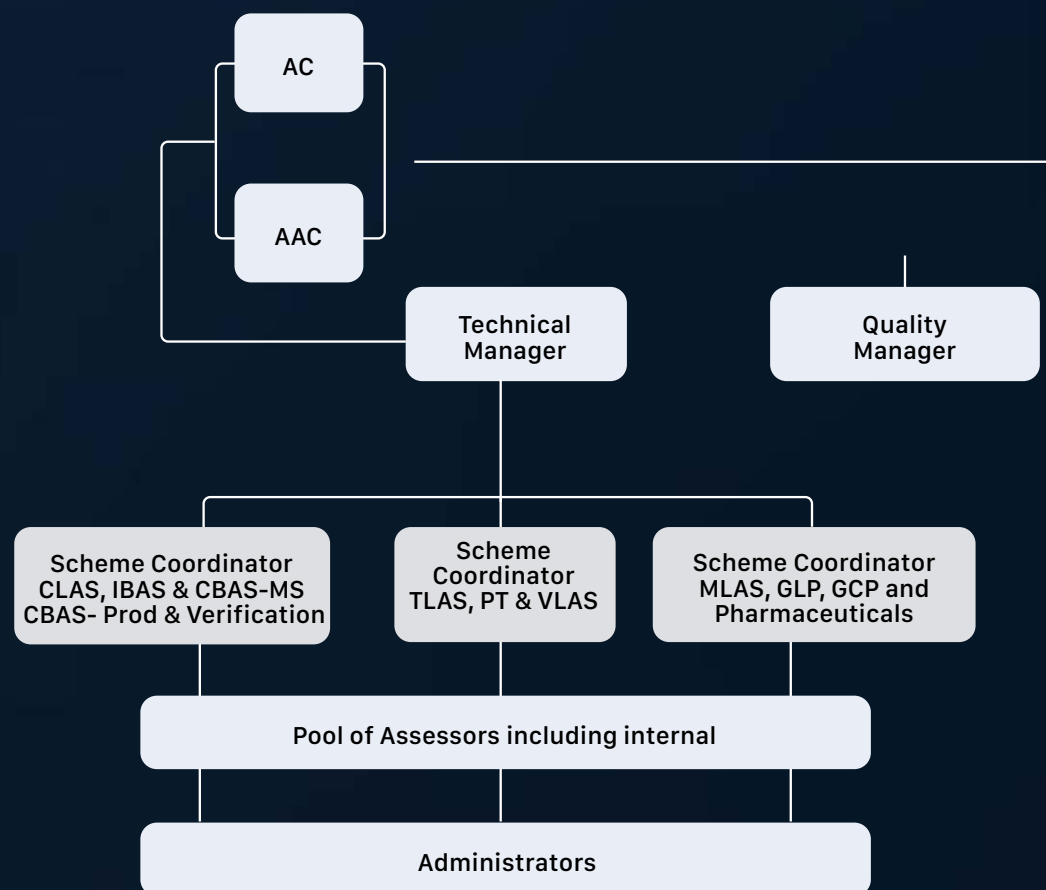 AC
AAC
Technical
Manager
Quality
Manager
Scheme Coordinator
CLAS, IBAS & CBAS-MS
CBAS- Prod & Verification
Scheme
Coordinator
TLAS, PT & VLAS
Scheme Coordinator
MLAS, GLP, GCP and
Pharmaceuticals
Pool of Assessors including internal
Administrators